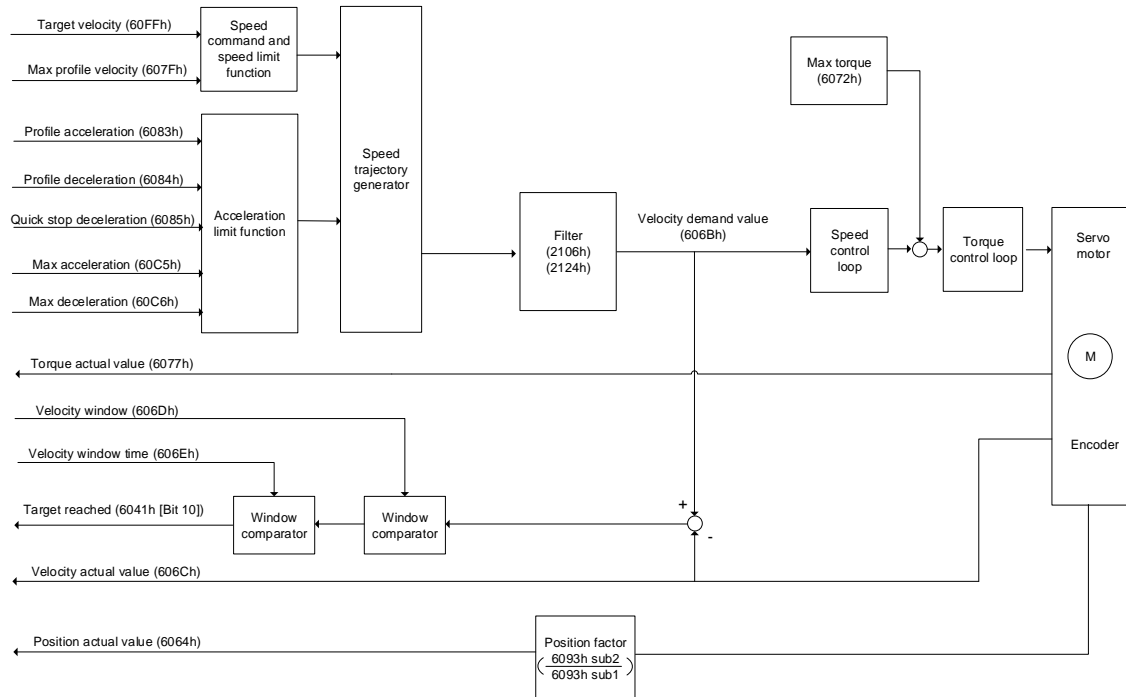 Target velocity (60FFh)
Max profile velocity (607Fh)
Speed
command and
speed limit
function
Max torque
(6072h)
Profile acceleration (6083h)
Profile deceleration (6084h)
Quick stop deceleration (6085h)
Max acceleration (60C5h)
Max deceleration (60C6h)
Acceleration
limit function
Speed
trajectory
generator
Filter
(2106h)
(2124h)
Velocity demand value
(606Bh)
Speed
control
loop
Torque
control loop
Servo
motor
M
Encoder
Torque actual value (6077h)
Velocity window (606Dh)
Velocity window time (606Eh)
Target reached (6041h [Bit 10])
Window
comparator
Window
comparator
+
-
Velocity actual value (606Ch)
Position actual value (6064h)
Position factor
(6093h sub2
6093h sub1)